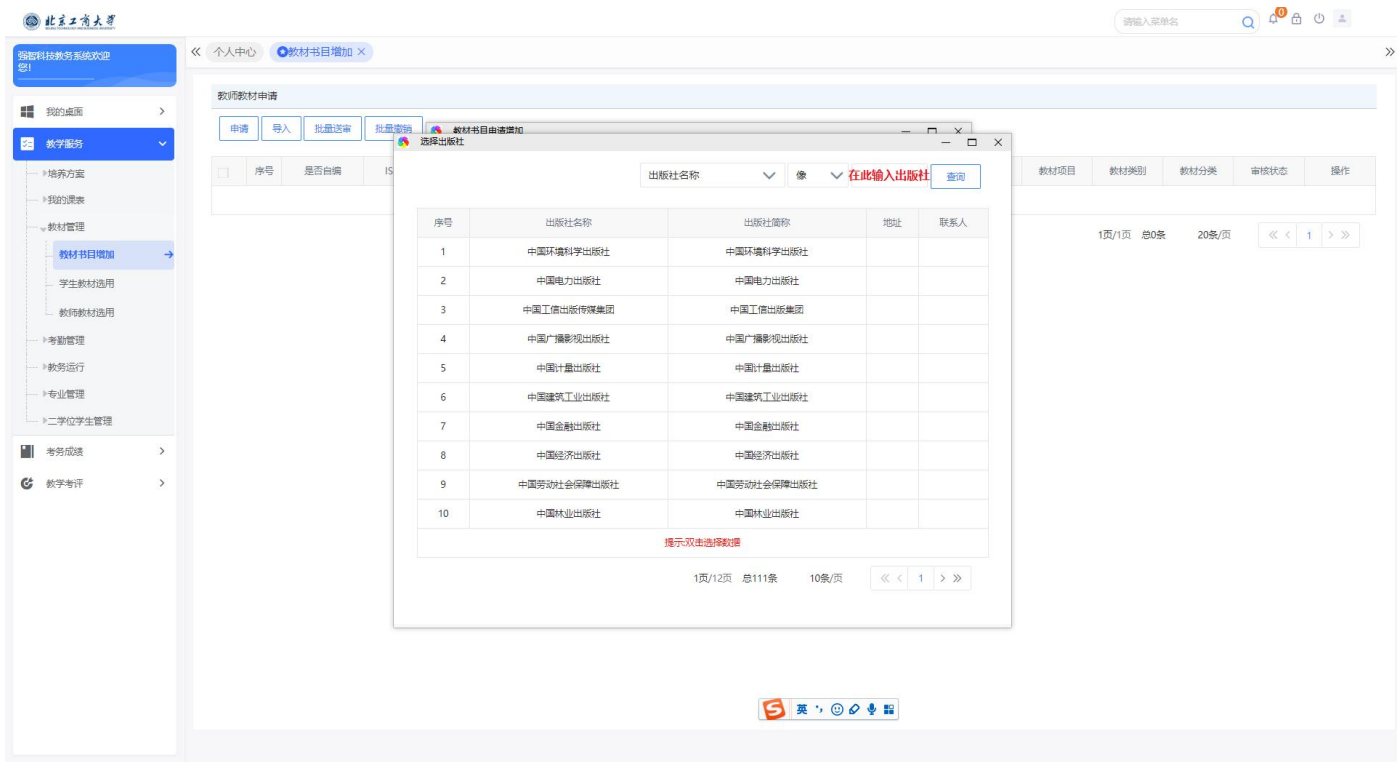 北京工商大学
请输入菜单名
0
强智科技教务系统欢迎
您!
个人中心
教材书目增加
我的桌面
教学服务
培养方案
我的课表
教材管理
教材书目增加
学生教材选用
教师教材选用
考勤管理
教务运行
专业管理
二学位学生管理
考务成绩
教学考评
教师教材申请
申请 导入 批量送审 批量撤销
教材书目申请增加
序号 是否自编 IS 教材项目 教材类别 教材分类 审核状态 操作
1页/1页 总0条 20条/页 1
选择出版社
出版社名称 像 在此输入出版社 查询
序号 出版社名称 出版社简称 地址 联系人
1 中国环境科学出版社 中国环境科学出版社
2 中国电力出版社 中国电力出版社
3 中国工信出版传媒集团 中国工信出版集团
4 中国广播影视出版社 中国广播影视出版社
5 中国计量出版社 中国计量出版社
6 中国建筑工业出版社 中国建筑工业出版社
7 中国金融出版社 中国金融出版社
8 中国经济出版社 中国经济出版社
9 中国劳动社会保障出版社 中国劳动社会保障出版社
10 中国林业出版社 中国林业出版社
提示:双击选择数据
1页/12页 总111条 10条/页 1
英